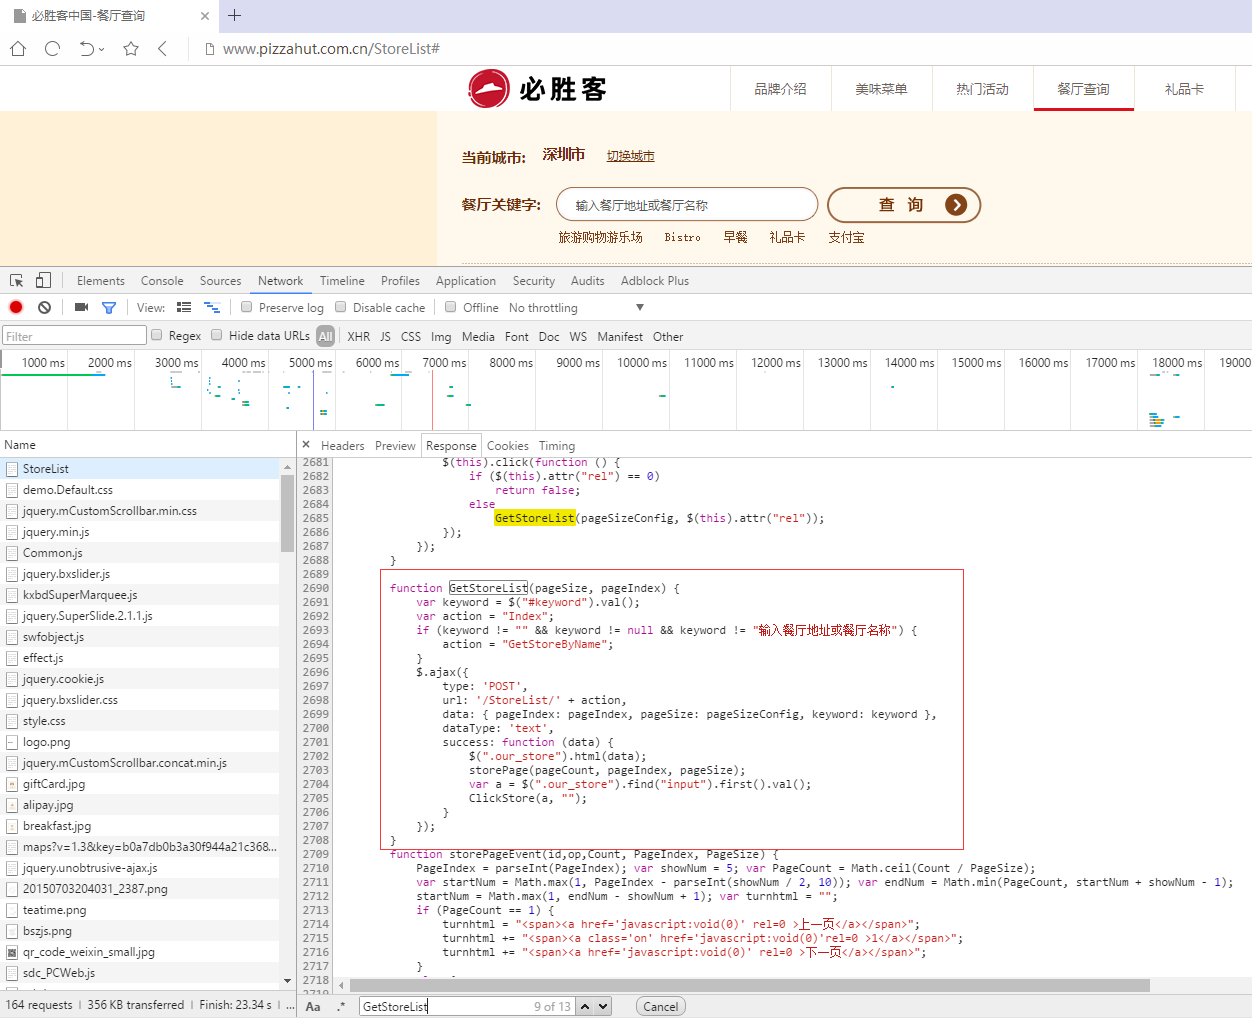 必胜客中国-餐厅查询
www.pizzahut.com.cn/StoreList#
必胜客
品牌介绍 美味菜单 热门活动 餐厅查询 礼品卡
当前城市: 深圳市 切换城市
餐厅关键字: 输入餐厅地址或餐厅名称 查 询
旅游购物游乐场 Bistro 早餐 礼品卡 支付宝
Elements Console Sources Network Timeline Profiles Application Security Audits Adblock Plus
View: Preserve log Disable cache Offline No throttling
Filter Regex Hide data URLs All XHR JS CSS Img Media Font Doc WS Manifest Other
1000 ms 2000 ms 3000 ms 4000 ms 5000 ms 6000 ms 7000 ms 8000 ms 9000 ms 10000 ms 11000 ms 12000 ms 13000 ms 14000 ms 15000 ms 16000 ms 17000 ms 18000 ms 19000
Name
StoreList
demo.Default.css
jquery.mCustomScrollbar.min.css
jquery.min.js
Common.js
jquery.bxslider.js
kxbdSuperMarquee.js
jquery.SuperSlide.2.1.1.js
swfobject.js
effect.js
jquery.cookie.js
jquery.bxslider.css
style.css
logo.png
jquery.mCustomScrollbar.concat.min.js
giftCard.jpg
alipay.jpg
breakfast.jpg
maps?v=1.3&key=b0a7db0b3a30f944a21c368...
jquery.unobtrusive-ajax.js
20150703204031_2387.png
teatime.png
bszjs.png
qr_code_weixin_small.jpg
sdc_PCWeb.js
164 requests | 356 KB transferred | Finish: 23.34 s | ...
× Headers Preview Response Cookies Timing
2681 $(this).click(function () {
2682 if ($(this).attr("rel") == 0)
2683 return false;
2684 else
2685 GetStoreList(pageSizeConfig, $(this).attr("rel"));
2686 });
2687 });
2688 }
2689
2690 function GetStoreList(pageSize, pageIndex) {
2691 var keyword = $("#keyword").val();
2692 var action = "Index";
2693 if (keyword != "" && keyword != null && keyword != "输入餐厅地址或餐厅名称") {
2694 action = "GetStoreByName";
2695 }
2696 $.ajax({
2697 type: 'POST',
2698 url: '/StoreList/' + action,
2699 data: { pageIndex: pageIndex, pageSize: pageSizeConfig, keyword: keyword },
2700 dataType: 'text',
2701 success: function (data) {
2702 $(".our_store").html(data);
2703 storePage(pageCount, pageIndex, pageSize);
2704 var a = $(".our_store").find("input").first().val();
2705 ClickStore(a, "");
2706 }
2707 });
2708 }
2709 function storePageEvent(id,op,Count, PageIndex, PageSize) {
2710 PageIndex = parseInt(PageIndex); var showNum = 5; var PageCount = Math.ceil(Count / PageSize);
2711 var startNum = Math.max(1, PageIndex - parseInt(showNum / 2, 10)); var endNum = Math.min(PageCount, startNum + showNum - 1);
2712 startNum = Math.max(1, endNum - showNum + 1); var turnhtml = "";
2713 if (PageCount == 1) {
2714 turnhtml = "<span><a href='javascript:void(0)' rel=0 >上一页</a></span>";
2715 turnhtml += "<span><a class='on' href='javascript:void(0)'rel=0 >1</a></span>";
2716 turnhtml += "<span><a href='javascript:void(0)' rel=0 >下一页</a></span>";
2717 }
2718
Aa .* GetStoreList 9 of 13 Cancel